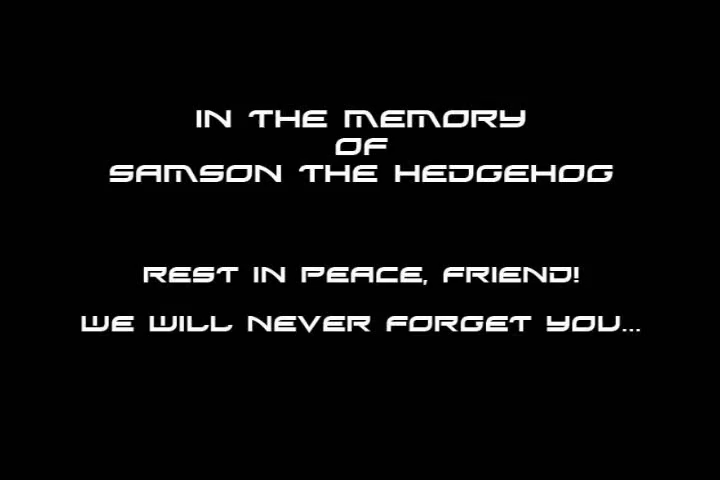 IN THE MEMORY
OF
SAMSON THE HEDGEHOG
REST IN PEACE, FRIEND!
WE WILL NEVER FORGET YOU...